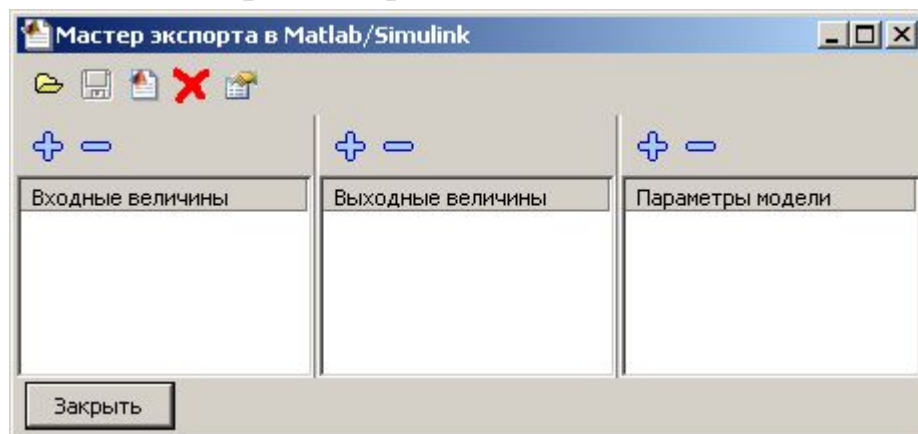 Мастер экспорта в Matlab/Simulink
Входные величины
Выходные величины
Параметры модели
Закрыть